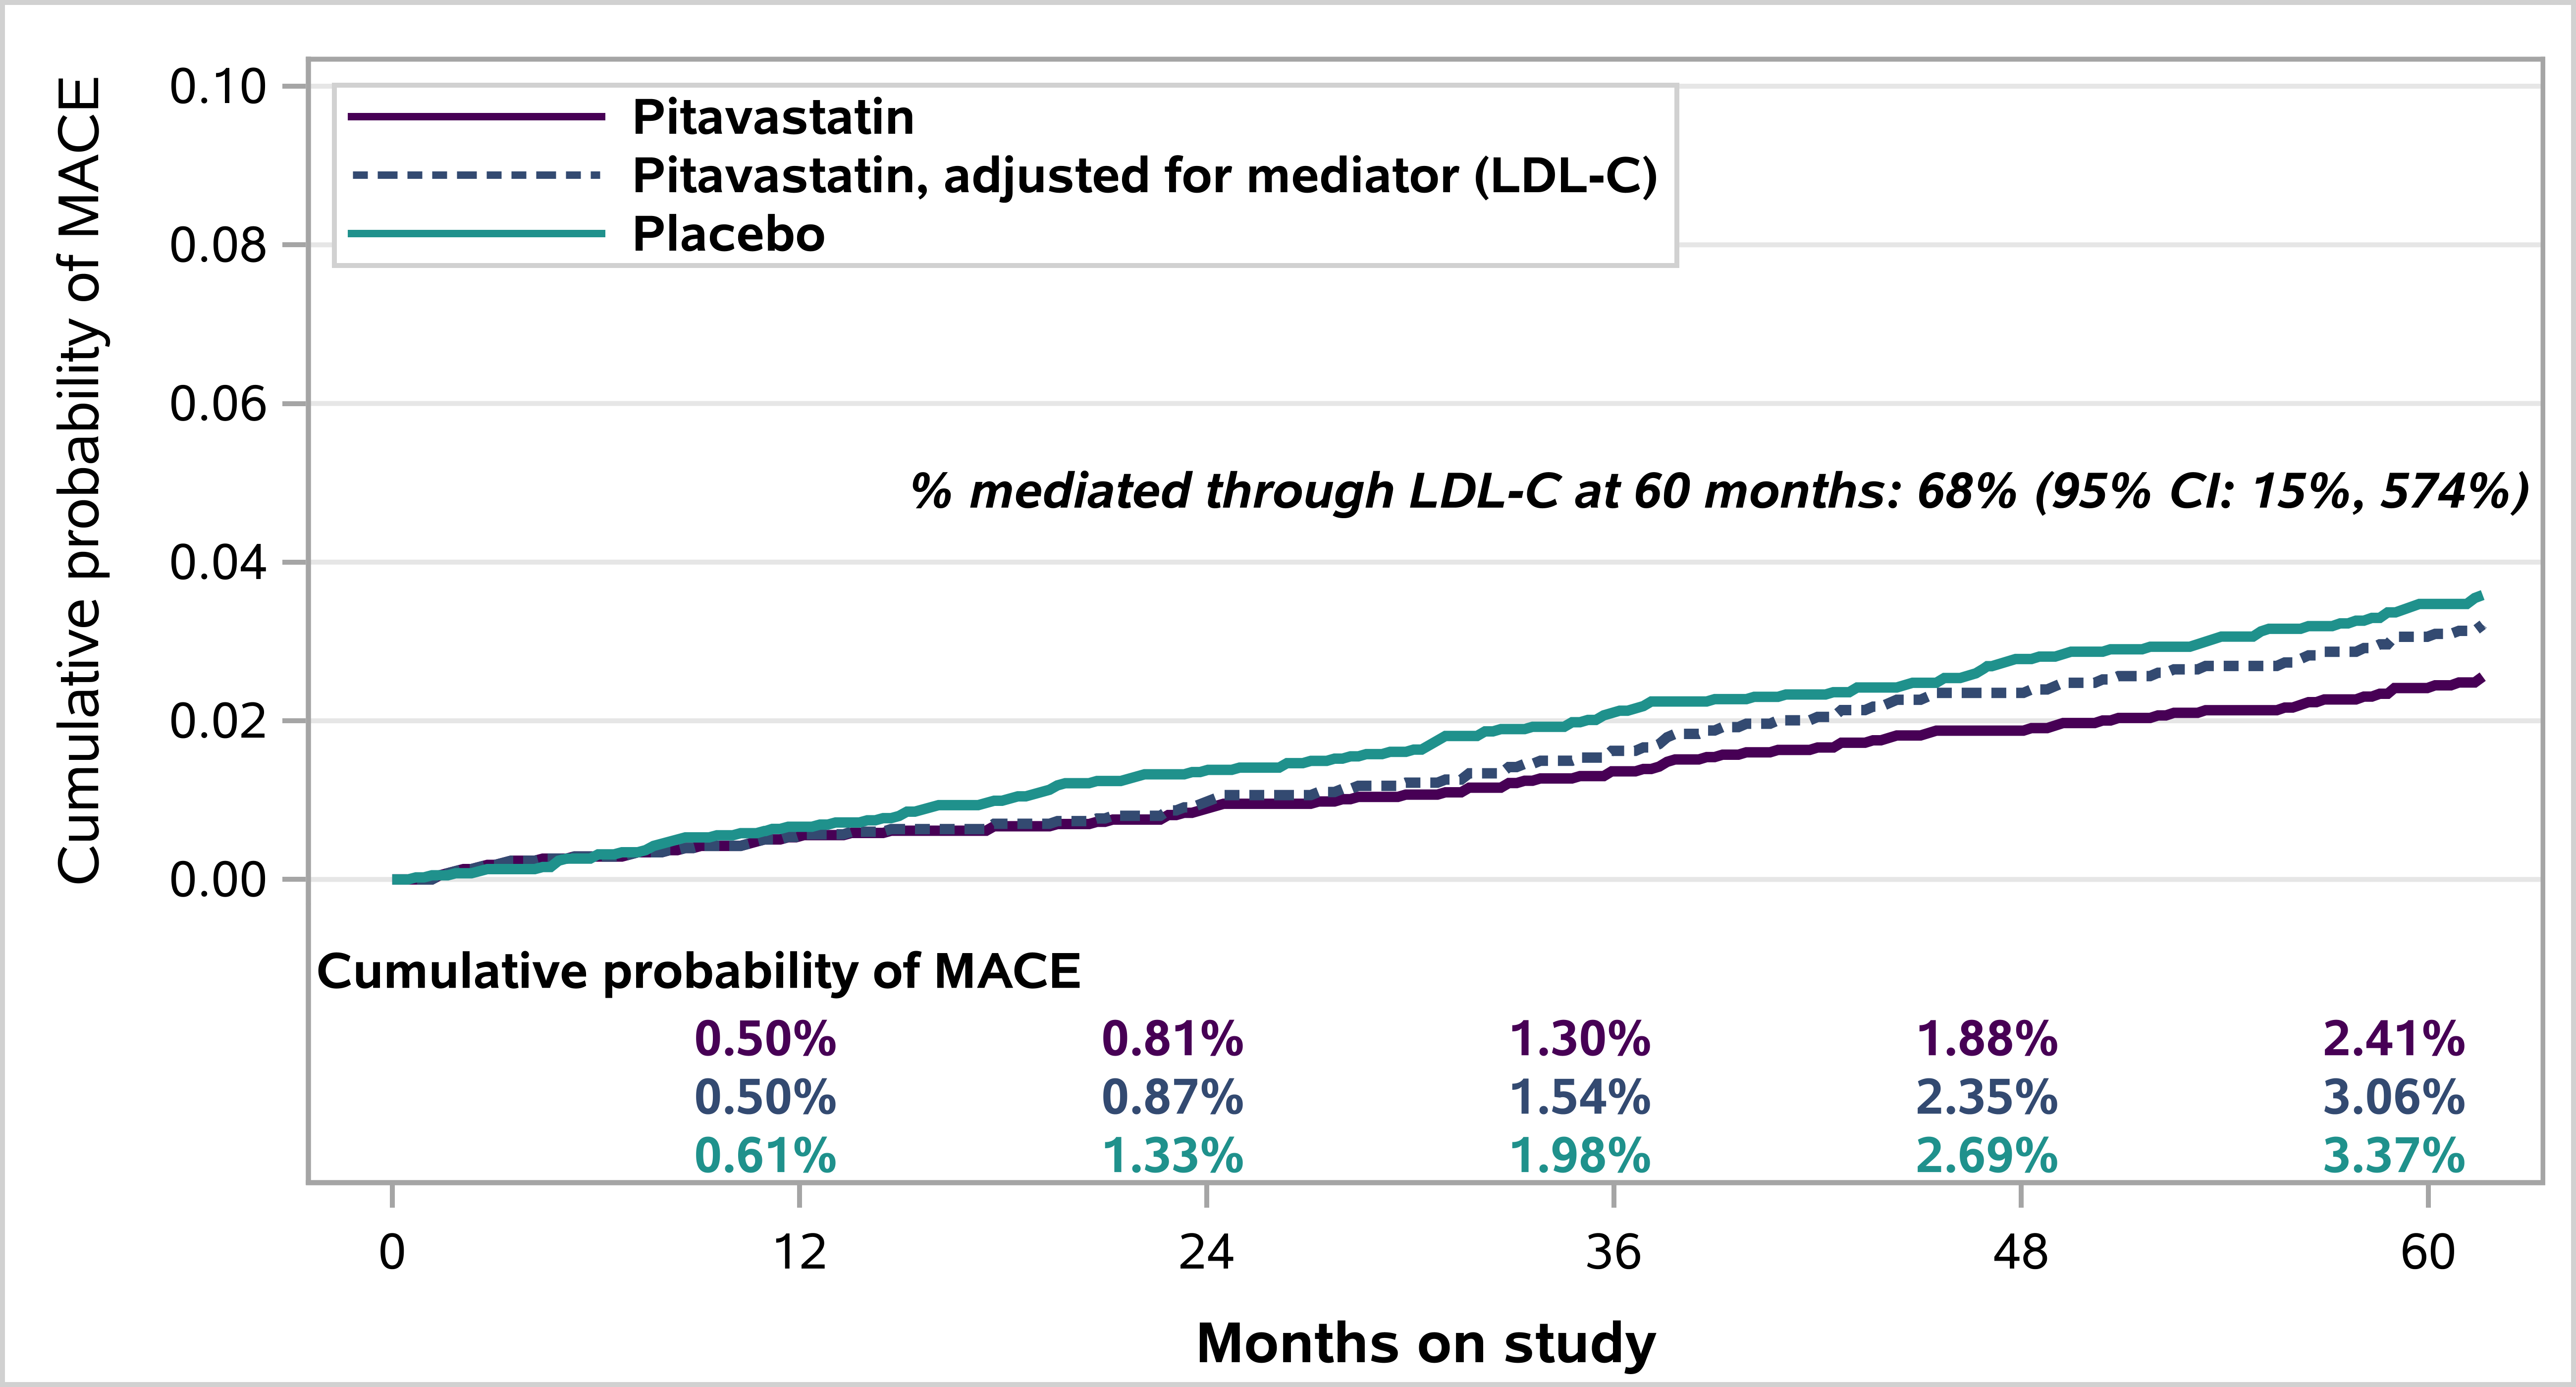 Cumulative probability of MACE
0.10
0.08
0.06
0.04
0.02
0.00
Pitavastatin
Pitavastatin, adjusted for mediator (LDL-C)
Placebo
% mediated through LDL-C at 60 months: 68% (95% CI: 15%, 574%)
Cumulative probability of MACE
0.50% 0.81% 1.30% 1.88% 2.41%
0.50% 0.87% 1.54% 2.35% 3.06%
0.61% 1.33% 1.98% 2.69% 3.37%
0 12 24 36 48 60
Months on study